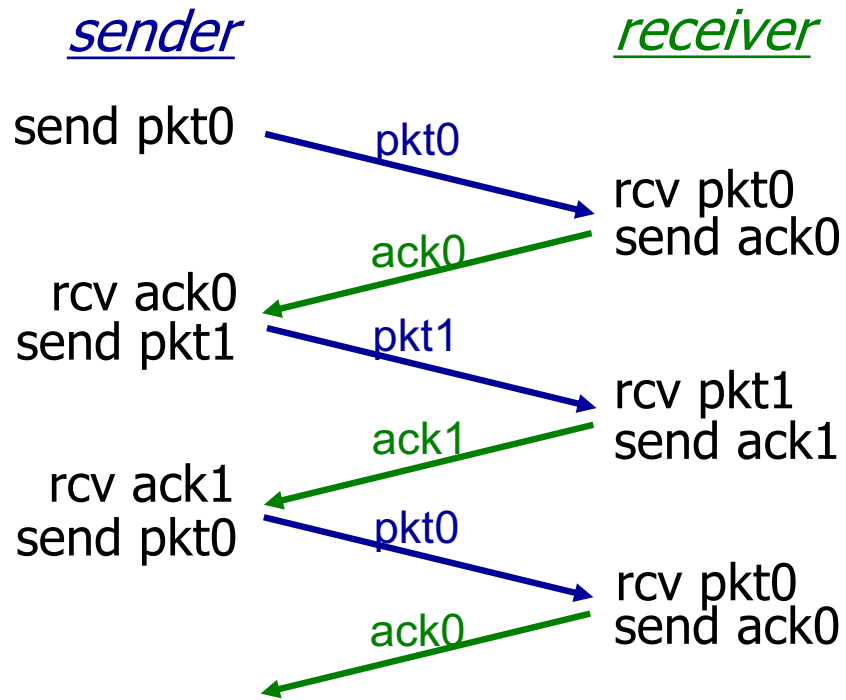 sender
receiver
send pkt0
pkt0
rcv pkt0
send ack0
ack0
rcv ack0
send pkt1
pkt1
rcv pkt1
send ack1
ack1
rcv ack1
send pkt0
pkt0
rcv pkt0
send ack0
ack0